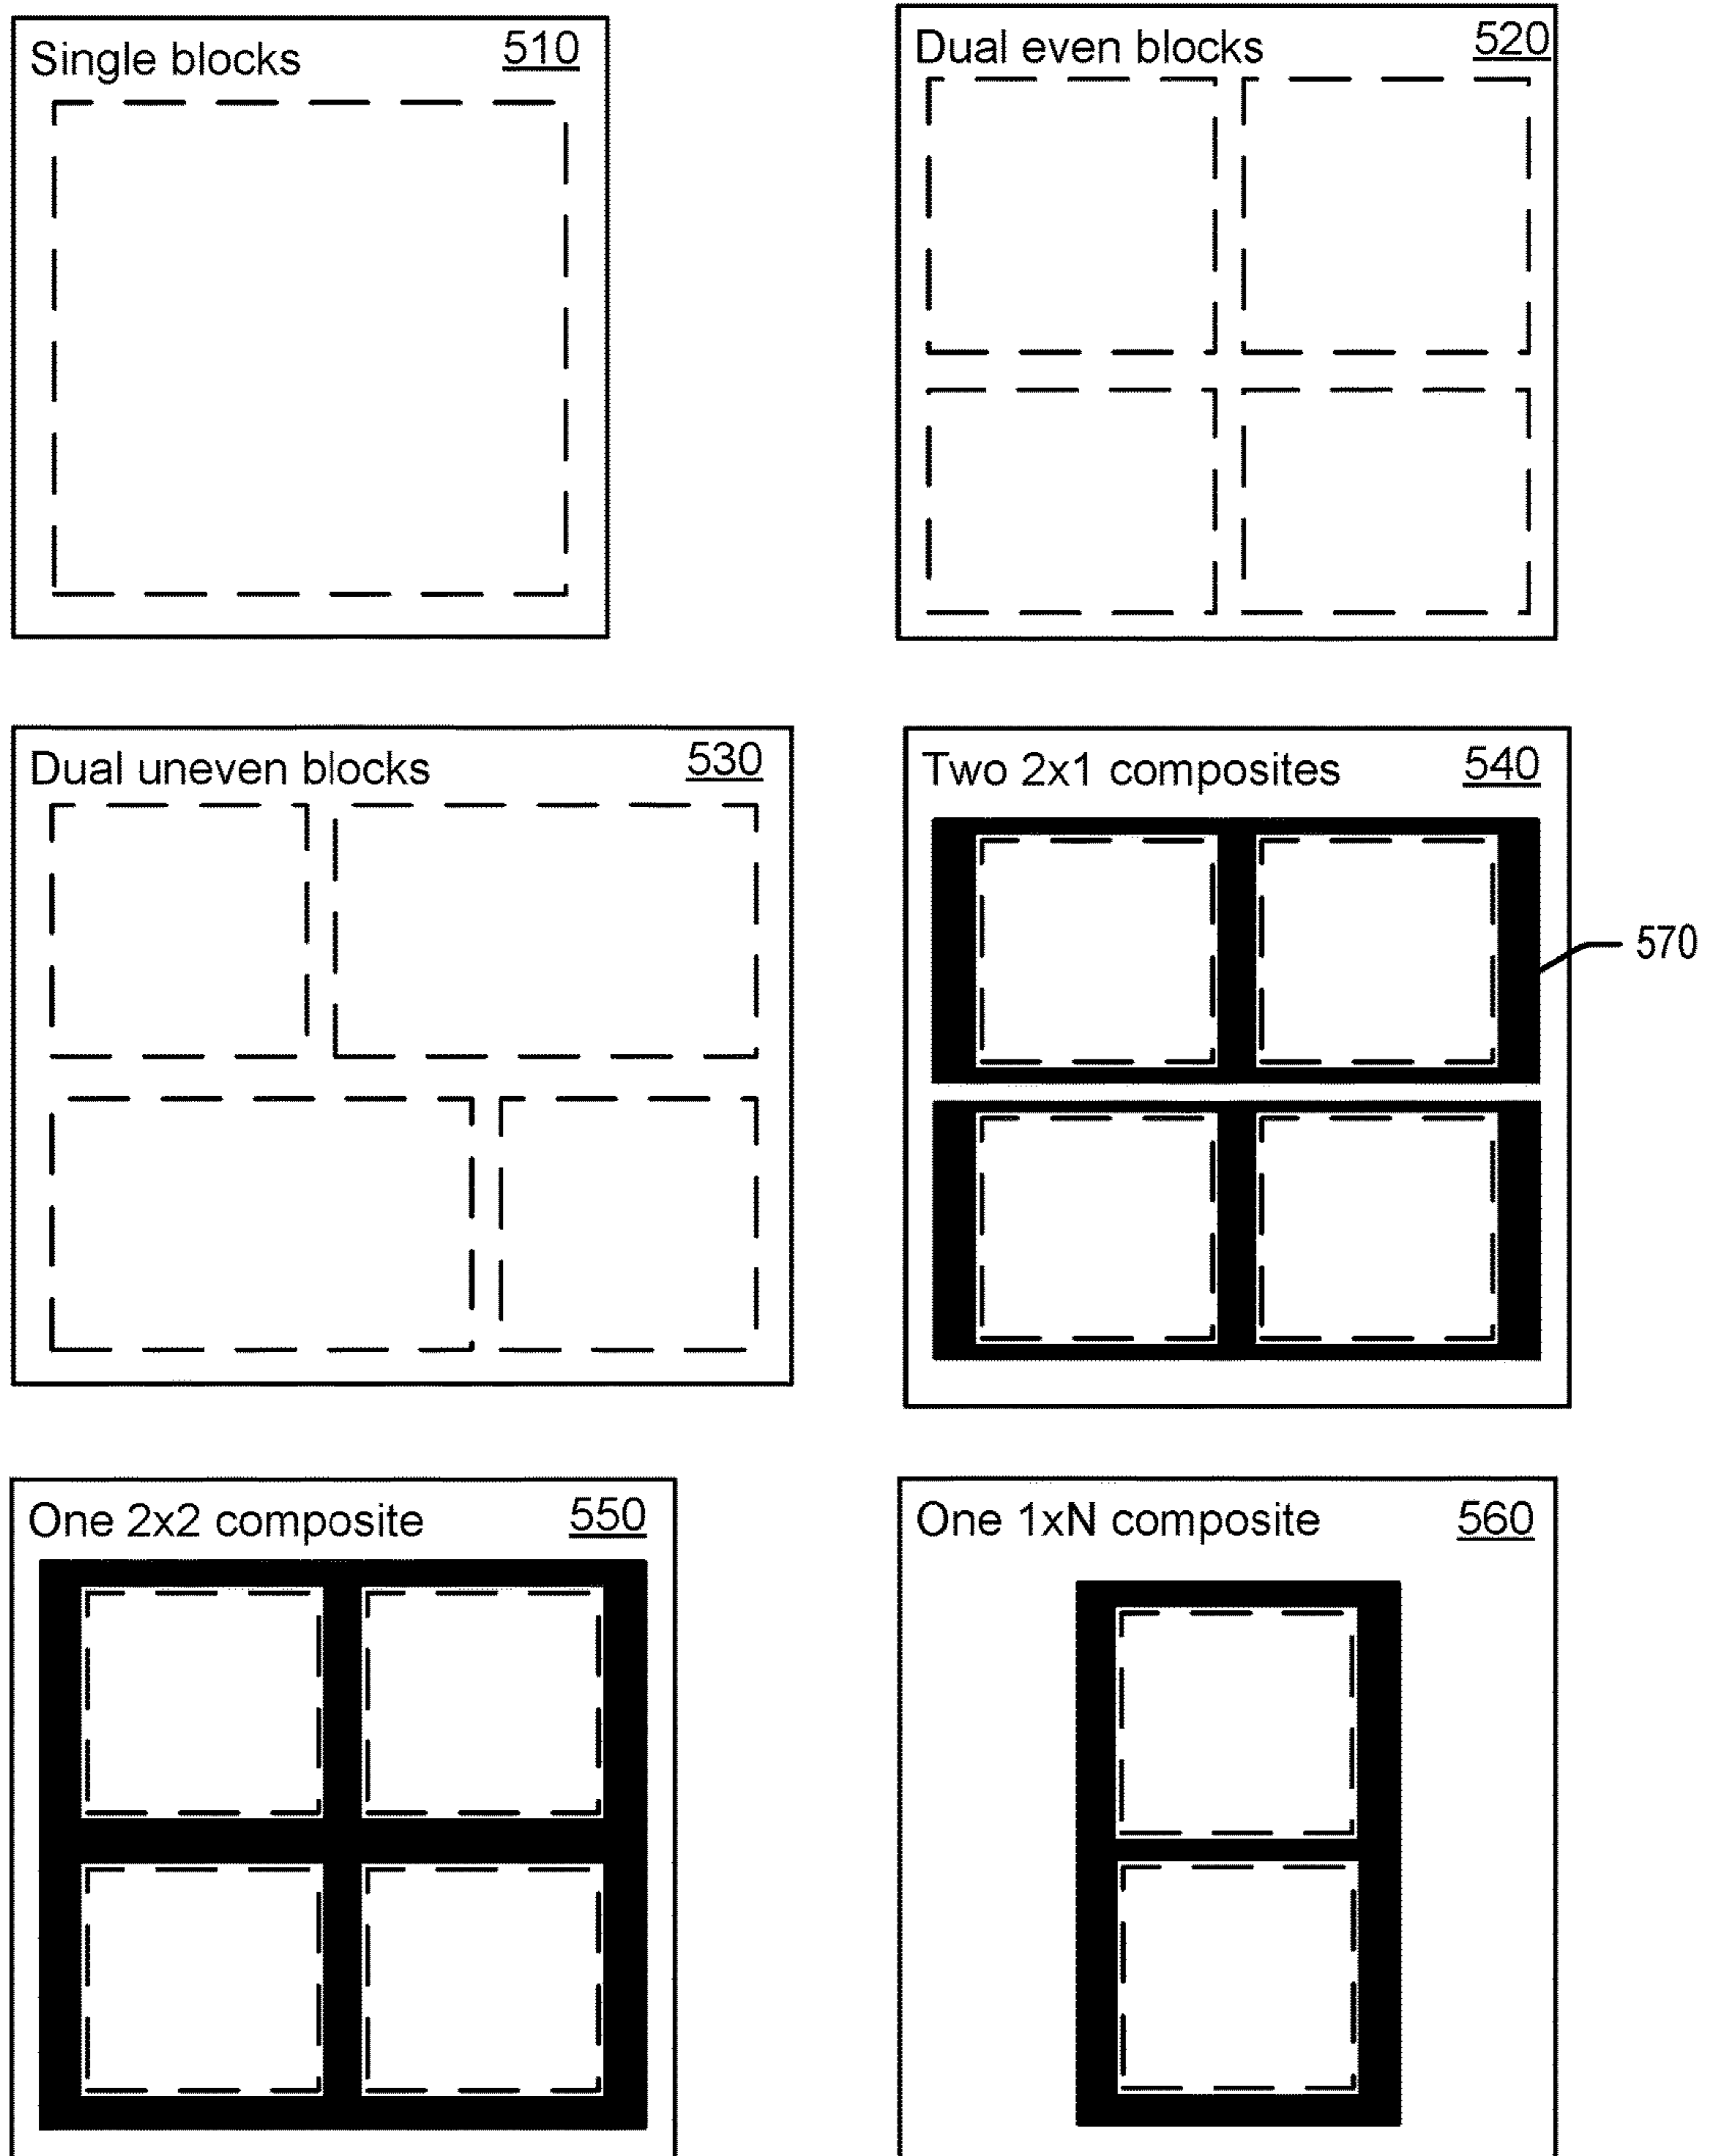 Single blocks 510
Dual even blocks 520
Dual uneven blocks 530
Two 2x1 composites 540
570
One 2x2 composite 550
One 1xN composite 560